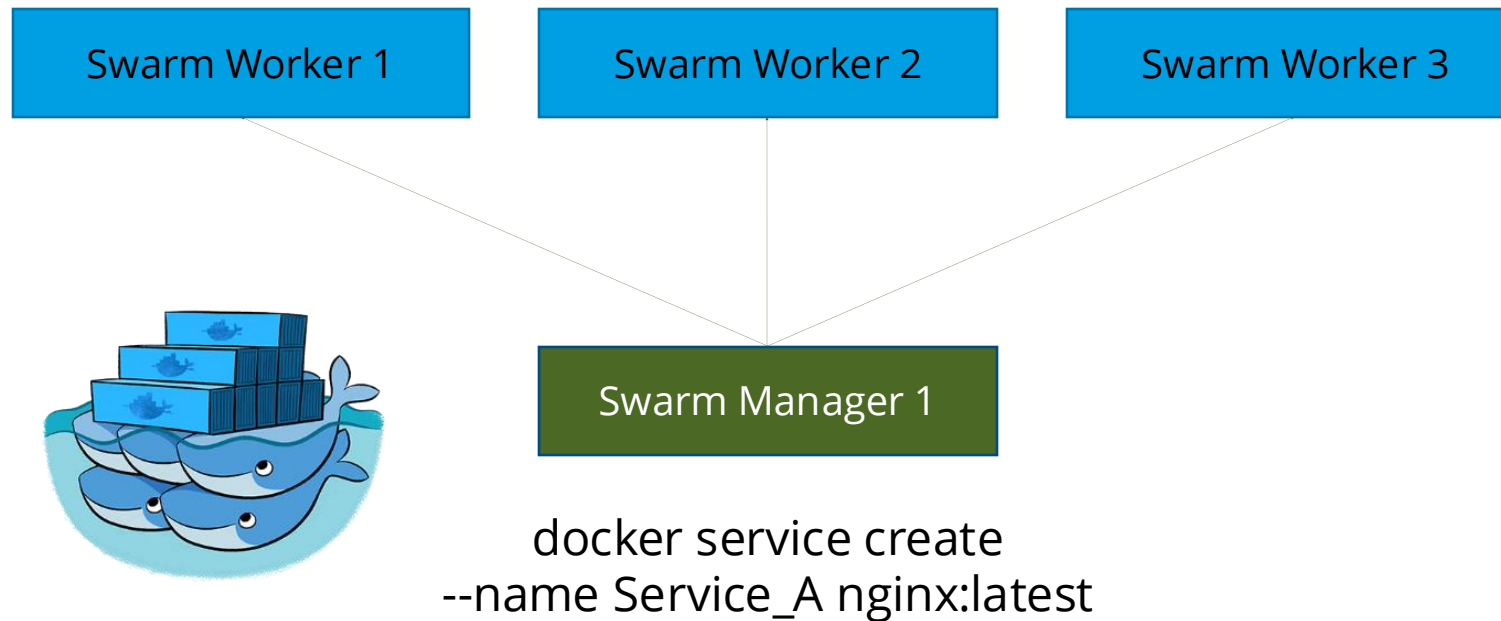 Swarm Worker 1
Swarm Worker 2
Swarm Worker 3
Swarm Manager 1
docker service create
--name Service_A nginx:latest